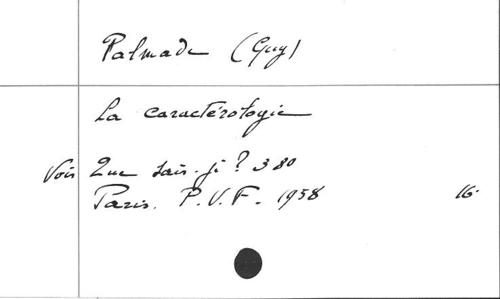 Palmade (Guy)
La caractérologie
Voir Que sais-je? 380
Paris. P.U.F. 1958 16.